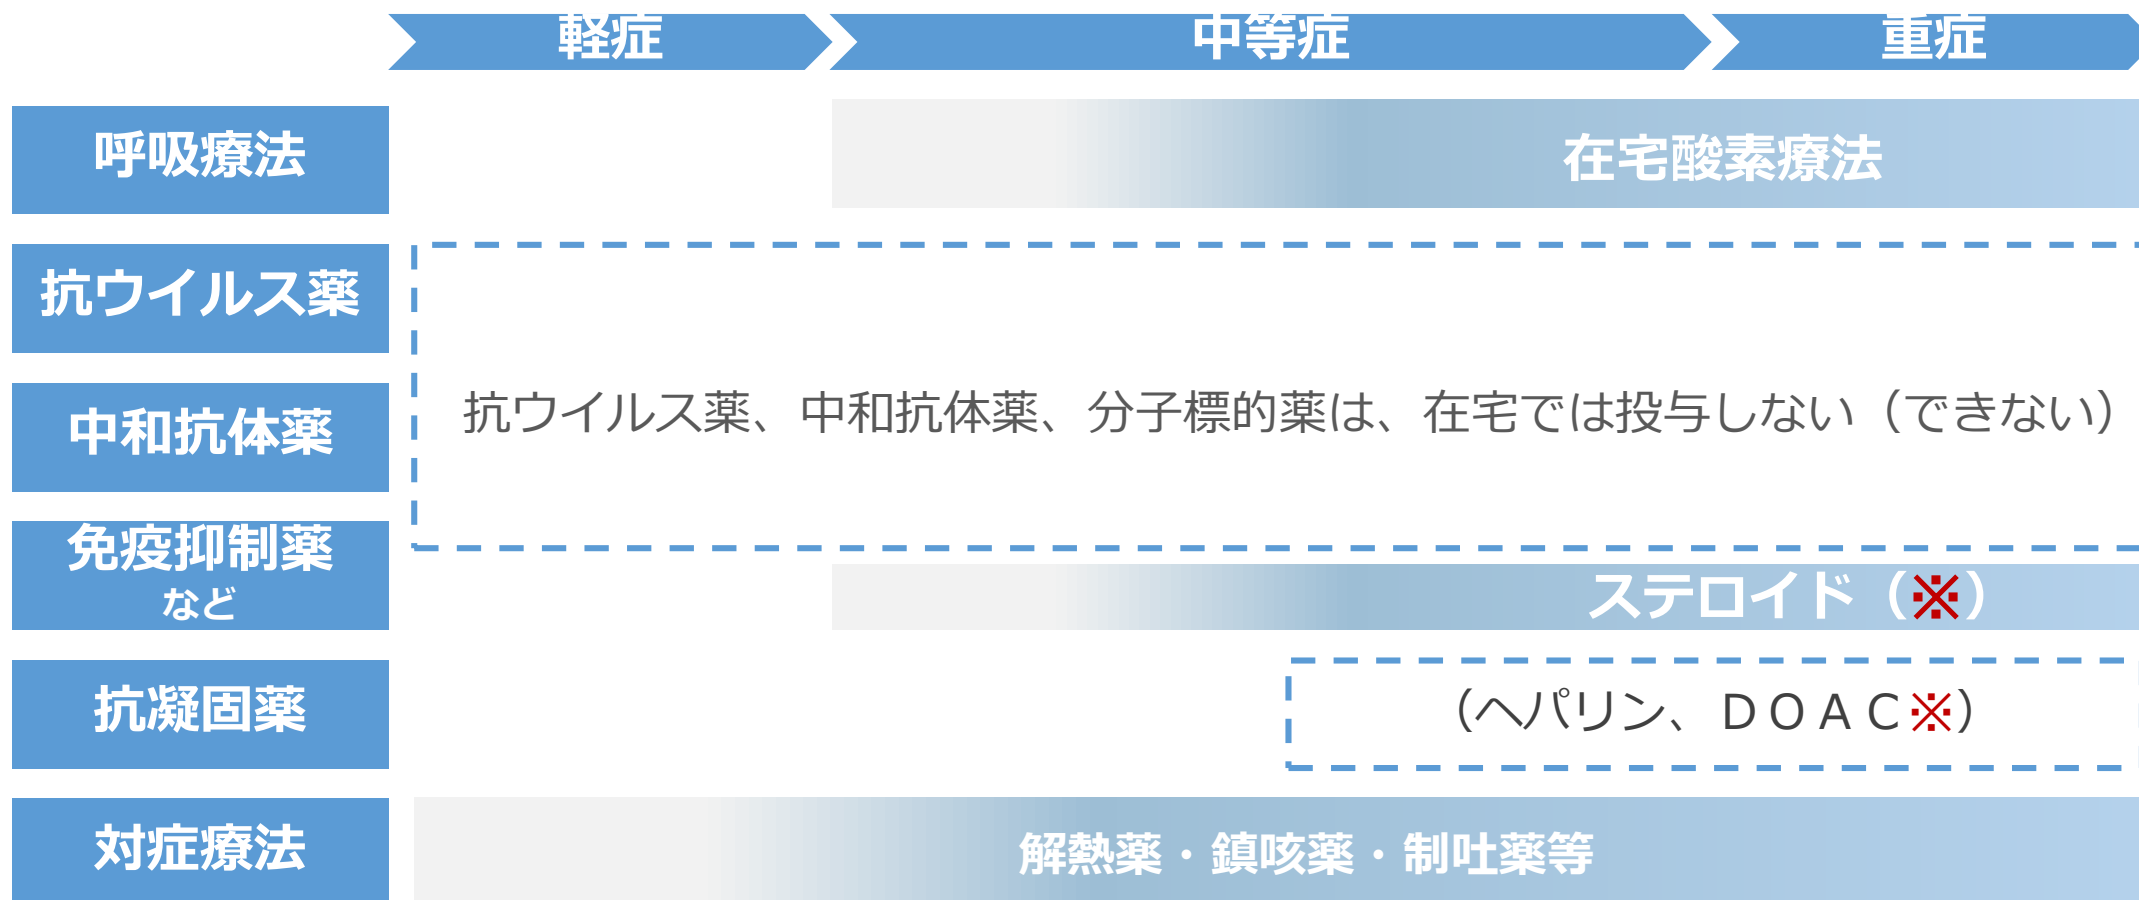 軽症
中等症
重症
呼吸療法
在宅酸素療法
抗ウイルス薬
中和抗体薬
抗ウイルス薬、中和抗体薬、分子標的薬は、在宅では投与しない（できない）
免疫抑制薬
など
ステロイド（※）
抗凝固薬
（ヘパリン、ＤＯＡＣ※）
対症療法
解熱薬・鎮咳薬・制吐薬等